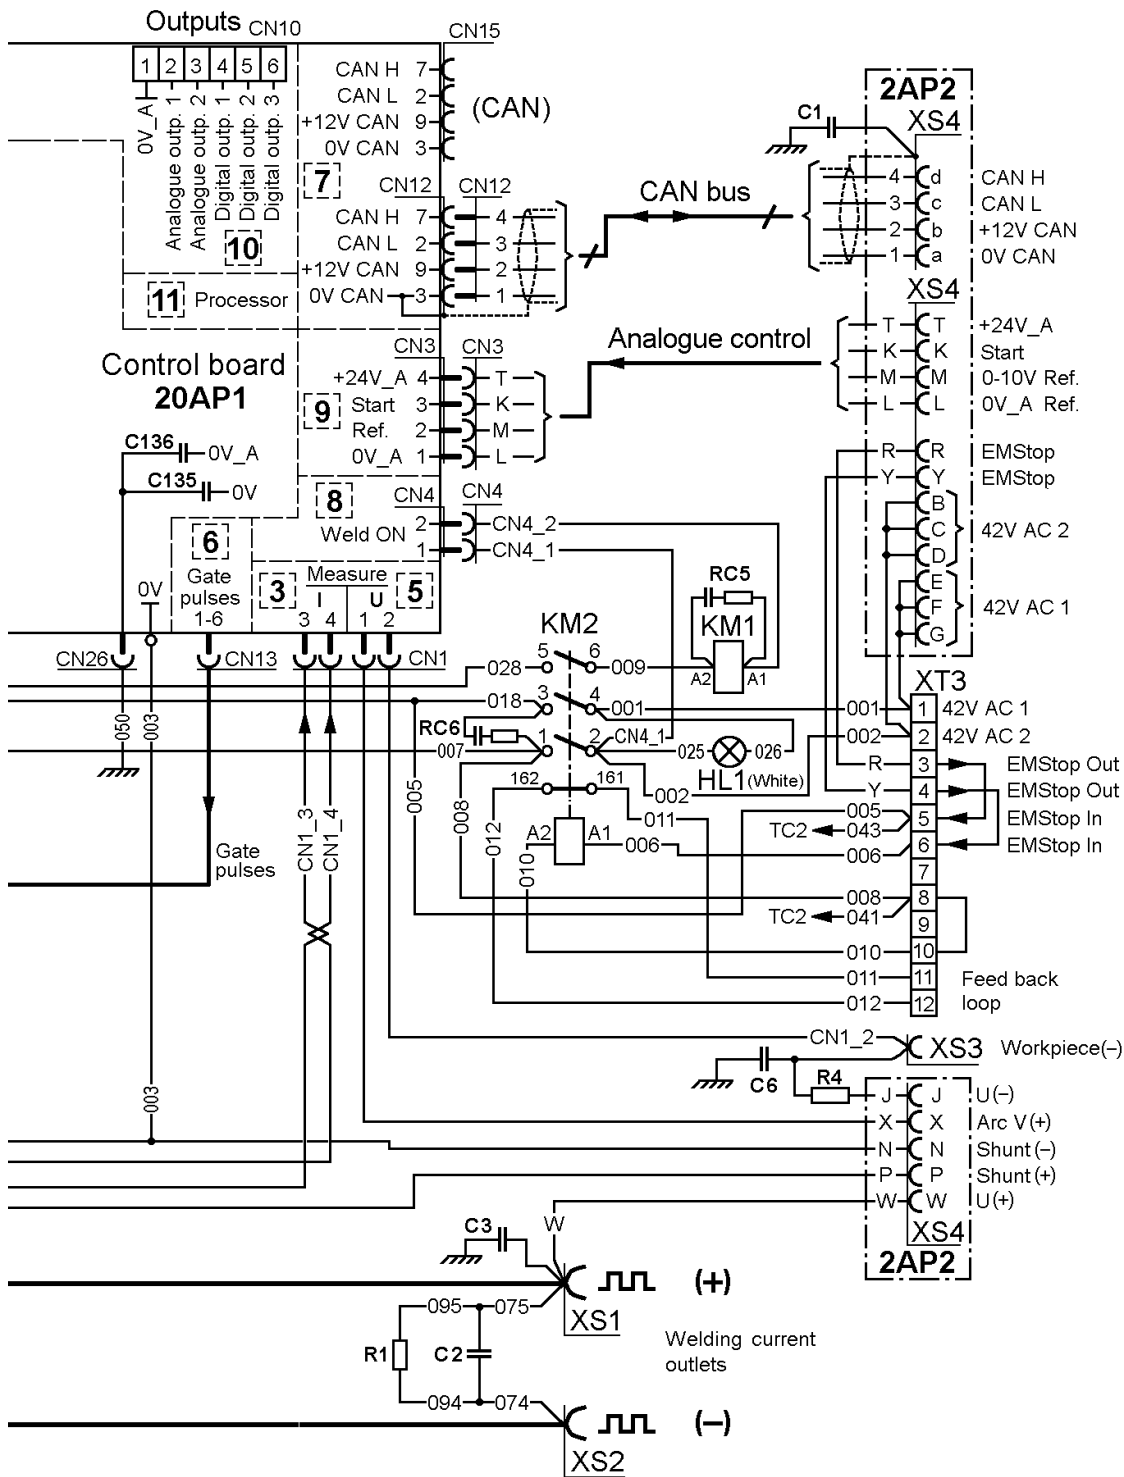 Outputs CN10
1 2 3 4 5 6
0V_A
Analogue outp. 1
Analogue outp. 2
Digital outp. 1
Digital outp. 2
Digital outp. 3
10
11 Processor
Control board
20AP1
CN15
CAN H 7
CAN L 2
+12V CAN 9
0V CAN 3
(CAN)
7
CN12 CN12
CAN H 7 4
CAN L 2 3
+12V CAN 9 2
0V CAN 3 1
CAN bus
C1
2AP2
XS4
4 d CAN H
3 c CAN L
2 b +12V CAN
1 a 0V CAN
XS4
T T +24V_A
K K Start
M M 0-10V Ref.
L L 0V_A Ref.
R R EMStop
Y Y EMStop
B
C 42V AC 2
D
E
F 42V AC 1
G
Analogue control
CN3 CN3
+24V_A 4 T
9 Start 3 K
Ref. 2 M
0V_A 1 L
C136 0V_A
C135 0V
8
CN4 CN4
Weld ON
2 CN4_2
1 CN4_1
6
Gate
pulses
1-6
0V
3 Measure 5
I U
3 4 1 2
CN26 CN13 CN1
050
003
CN1_3
CN1_4
Gate
pulses
003
RC5
KM1
A2 A1
KM2
028 5 6 009
018 3 4 001
RC6
007 1 2 CN4_1
025 026
HL1 (White)
002
162 161
005
008
012
010
A2 A1
011
006
XT3
001 1 42V AC 1
002 2 42V AC 2
R 3 EMStop Out
Y 4 EMStop Out
005 5 EMStop In
TC2 043
006 6 EMStop In
7
008 8
TC2 041
9
010 10
011 11 Feed back
012 12 loop
CN1_2 XS3 Workpiece(–)
C6
R4
J J U(–)
X X Arc V(+)
N N Shunt(–)
P P Shunt(+)
W W U(+)
XS4
2AP2
C3
W
(+)
XS1
095 075
R1 C2
094 074
Welding current
outlets
(–)
XS2